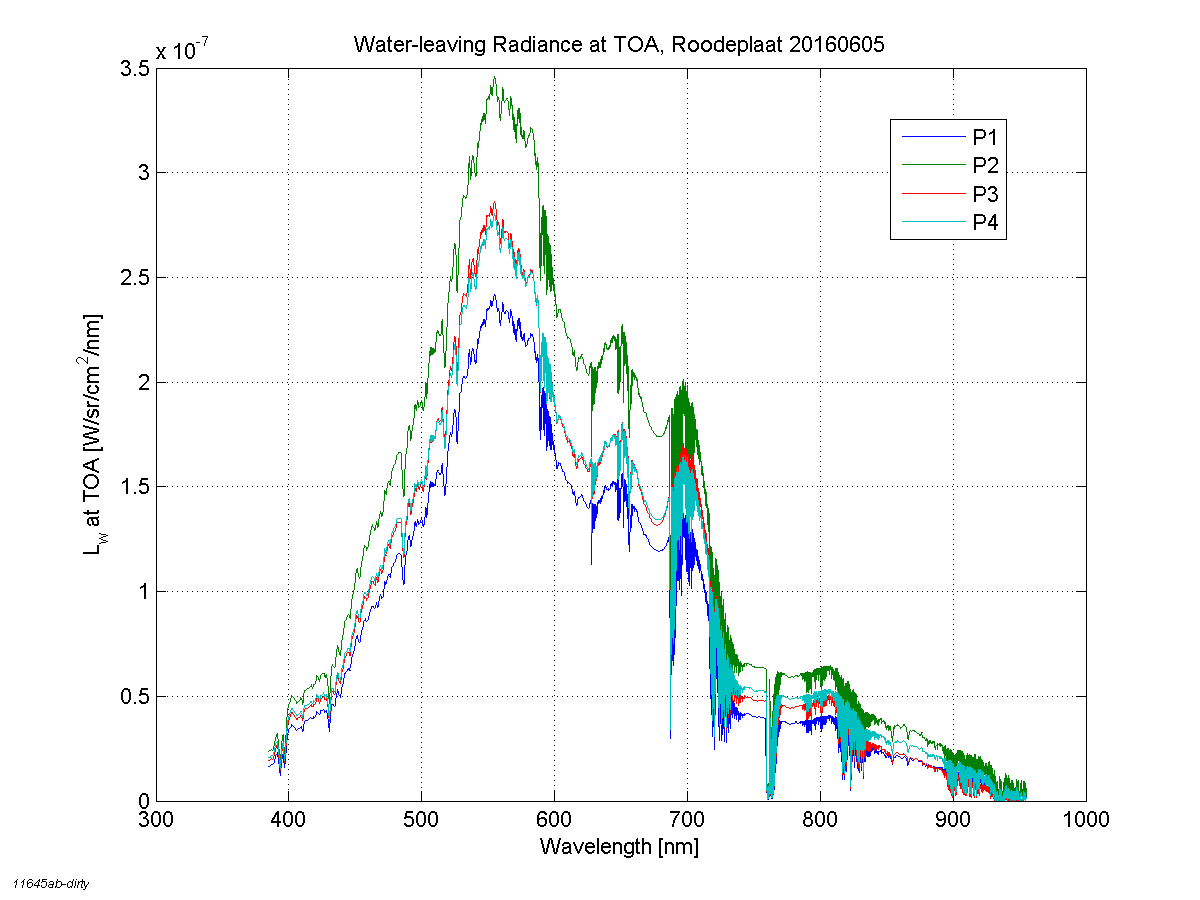 Water-leaving Radiance at TOA, Roodeplaat 20160605
x 10^-7
3.5
3
2.5
2
1.5
1
0.5
0
L_w at TOA [W/sr/cm^2/nm]
P1
P2
P3
P4
300 400 500 600 700 800 900 1000
Wavelength [nm]
11645ab-dirty